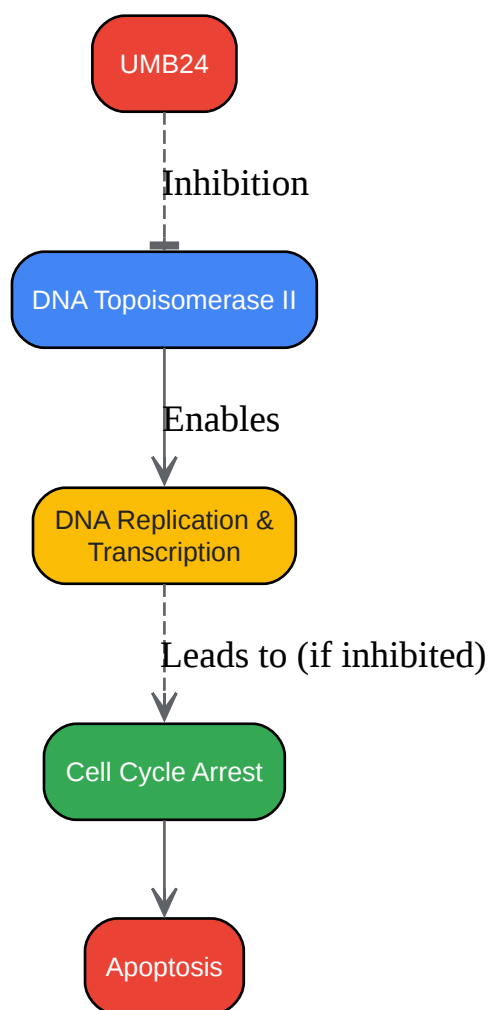 UMB24
Inhibition
DNA Topoisomerase II
Enables
DNA Replication &
Transcription
Leads to (if inhibited)
Cell Cycle Arrest
Apoptosis